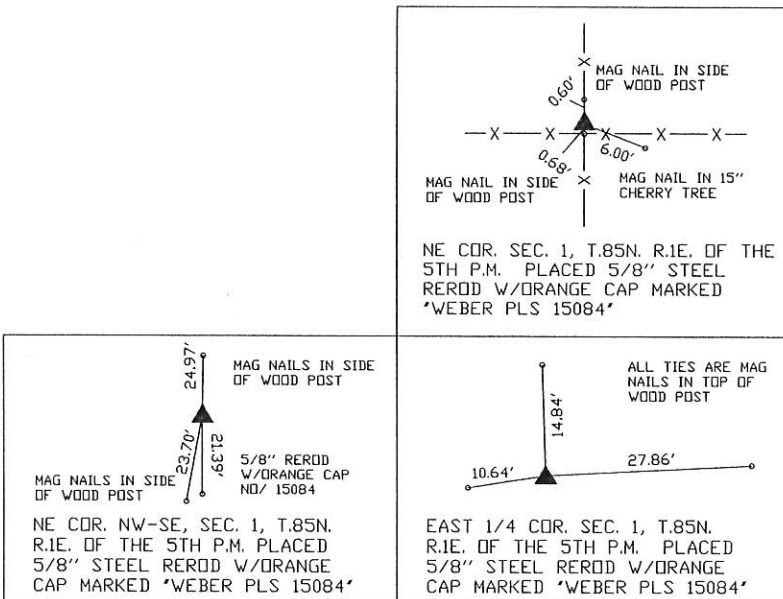 MAG NAIL IN SIDE
OF WOOD POST
0.60'
X
X X X X X
0.68'
6.00'
X
MAG NAIL IN SIDE
OF WOOD POST
MAG NAIL IN 15"
CHERRY TREE
NE COR. SEC. 1, T.85N. R.1E. OF THE
5TH P.M. PLACED 5/8" STEEL
REROD W/ORANGE CAP MARKED
"WEBER PLS 15084"
24.97'
MAG NAILS IN SIDE
OF WOOD POST
23.70'
21.39'
5/8" REROD
W/ORANGE CAP
NO/ 15084
MAG NAILS IN SIDE
OF WOOD POST
NE COR. NW-SE, SEC. 1, T.85N.
R.1E. OF THE 5TH P.M. PLACED
5/8" STEEL REROD W/ORANGE
CAP MARKED "WEBER PLS 15084"
ALL TIES ARE MAG
NAILS IN TOP OF
WOOD POST
14.84'
10.64'
27.86'
EAST 1/4 COR. SEC. 1, T.85N.
R.1E. OF THE 5TH P.M. PLACED
5/8" STEEL REROD W/ORANGE
CAP MARKED "WEBER PLS 15084"